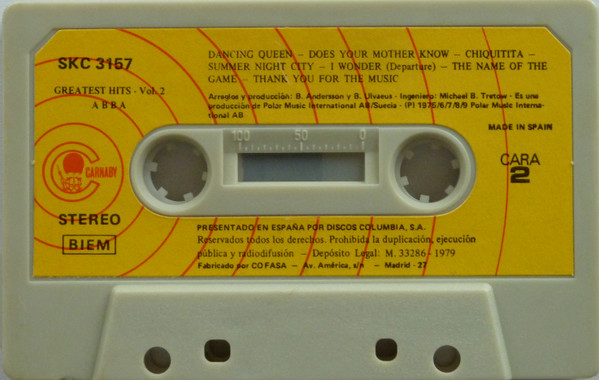 SKC 3157
GREATEST HITS - Vol. 2
ABBA
DANCING QUEEN — DOES YOUR MOTHER KNOW — CHIQUITITA —
SUMMER NIGHT CITY — I WONDER (Departure) — THE NAME OF THE
GAME — THANK YOU FOR THE MUSIC
Arreglos y producción: B. Andersson y B. Ulvaeus - Ingeniero: Michael B. Tretow - Es una
producción de Polar Music International AB/Suecia - (P) 1975/6/7/8/9 Polar Music Interna-
tional AB
MADE IN SPAIN
100 50 0
CARNABY
CARA
2
STEREO
BIEM
PRESENTADO EN ESPAÑA POR DISCOS COLUMBIA, S.A.
Reservados todos los derechos. Prohibida la duplicación, ejecución
pública y radiodifusión — Depósito Legal: M. 33286 - 1979
Fabricado por COFASA — Av. América, s/n — Madrid - 27